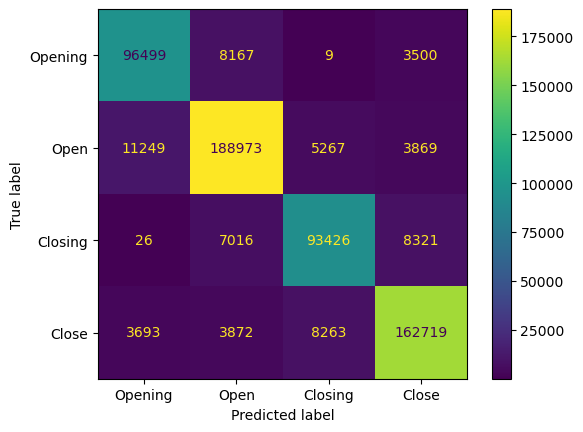 True label
Opening 96499 8167 9 3500
Open 11249 188973 5267 3869
Closing 26 7016 93426 8321
Close 3693 3872 8263 162719
Opening Open Closing Close
Predicted label
175000
150000
125000
100000
75000
50000
25000